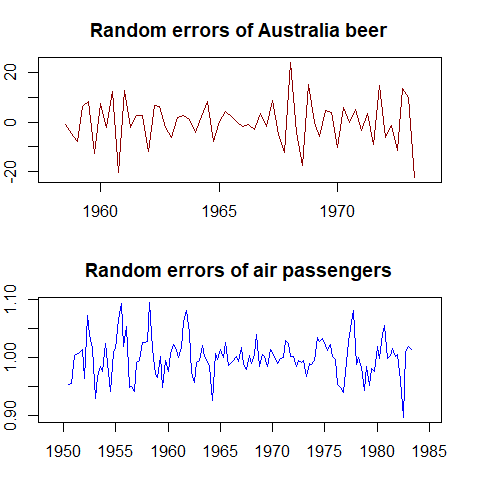 Random errors of Australia beer
20
0
-20
1960 1965 1970
Random errors of air passengers
1.10
1.00
0.90
1950 1955 1960 1965 1970 1975 1980 1985